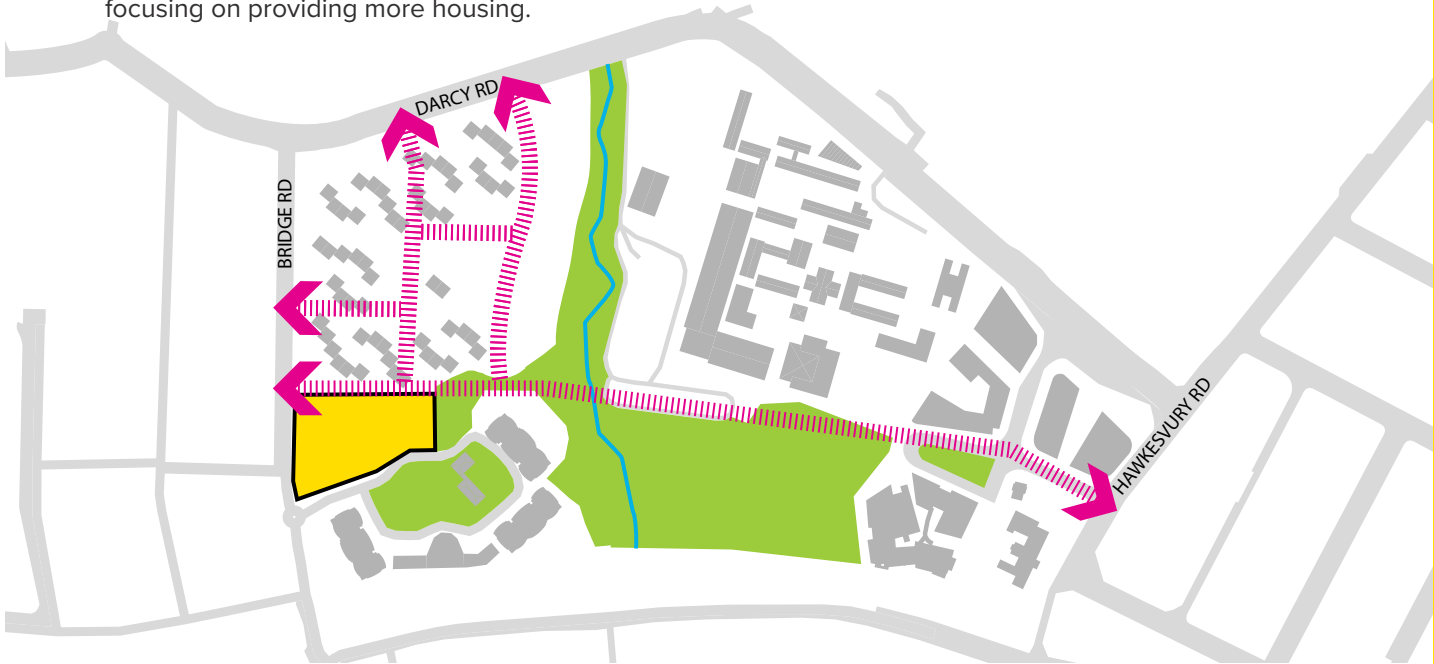 focusing on providing more housing.
DARCY RD
BRIDGE RD
HAWKESVURY RD